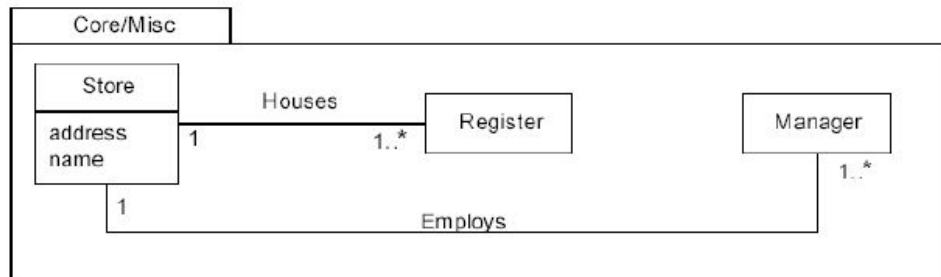 Core/Misc
Store
address
name
Houses
1
1..*
Register
Manager
1..*
1
Employs